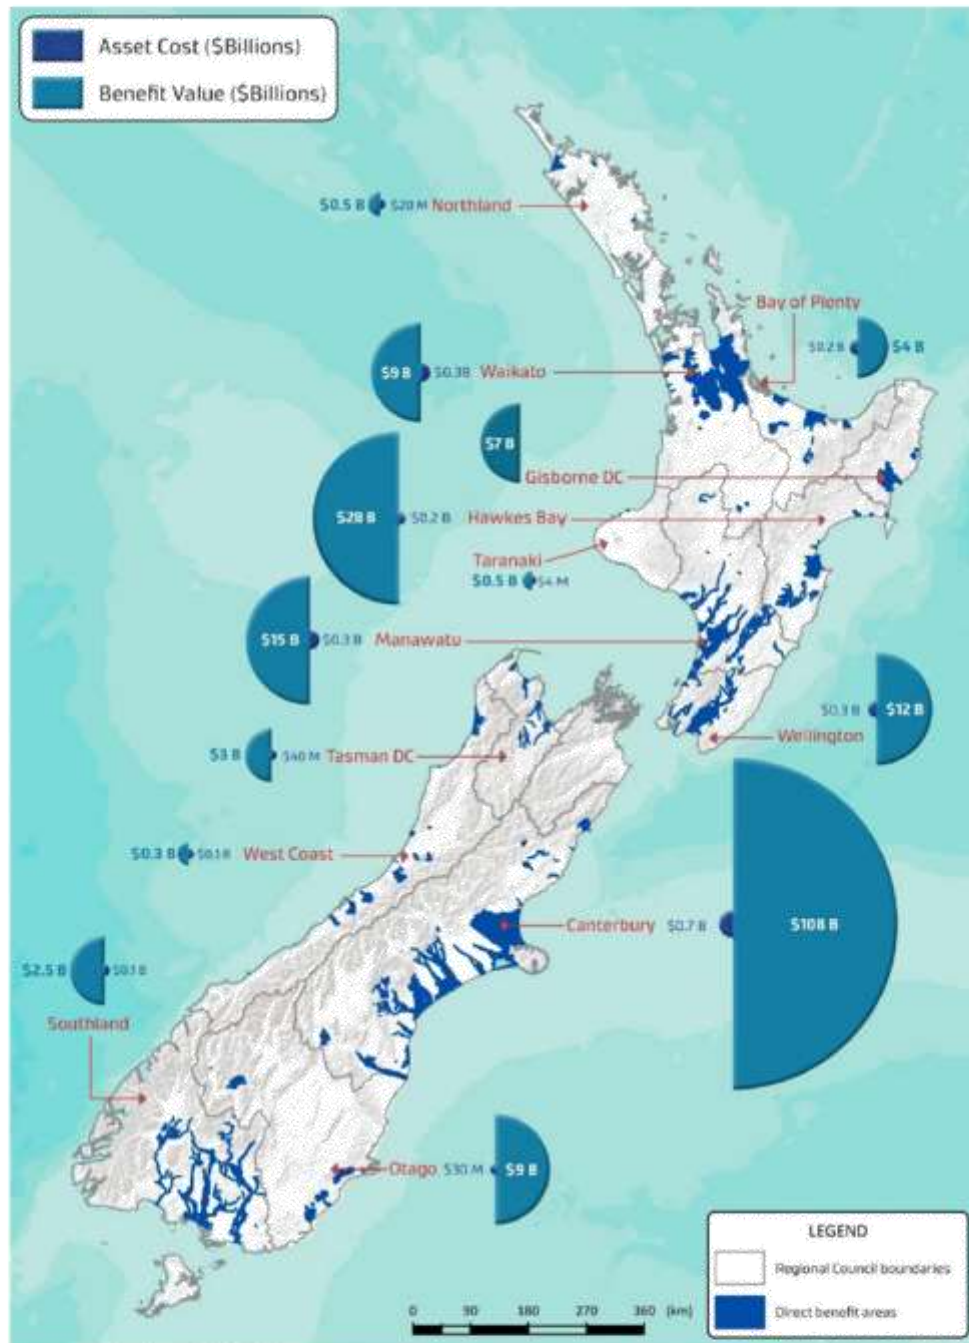 Asset Cost ($Billions)
Benefit Value ($Billions)
$0.5 B $20 M Northland
Bay of Plenty
$0.2 B $4 B
$9 B $0.3B Waikato
$7 B
Gisborne DC
$28 B $0.2 B Hawkes Bay
Taranaki
$0.5 B $4 M
$15 B $0.3 B Manawatu
$0.3 B $12 B
Wellington
$3 B $40 M Tasman DC
$0.3 B $0.1 B West Coast
Canterbury $0.7 B $108 B
$2.5 B $0.1 B
Southland
Otago $30 M $9 B
LEGEND
Regional Council boundaries
Direct benefit areas
0 90 180 270 360 (km)